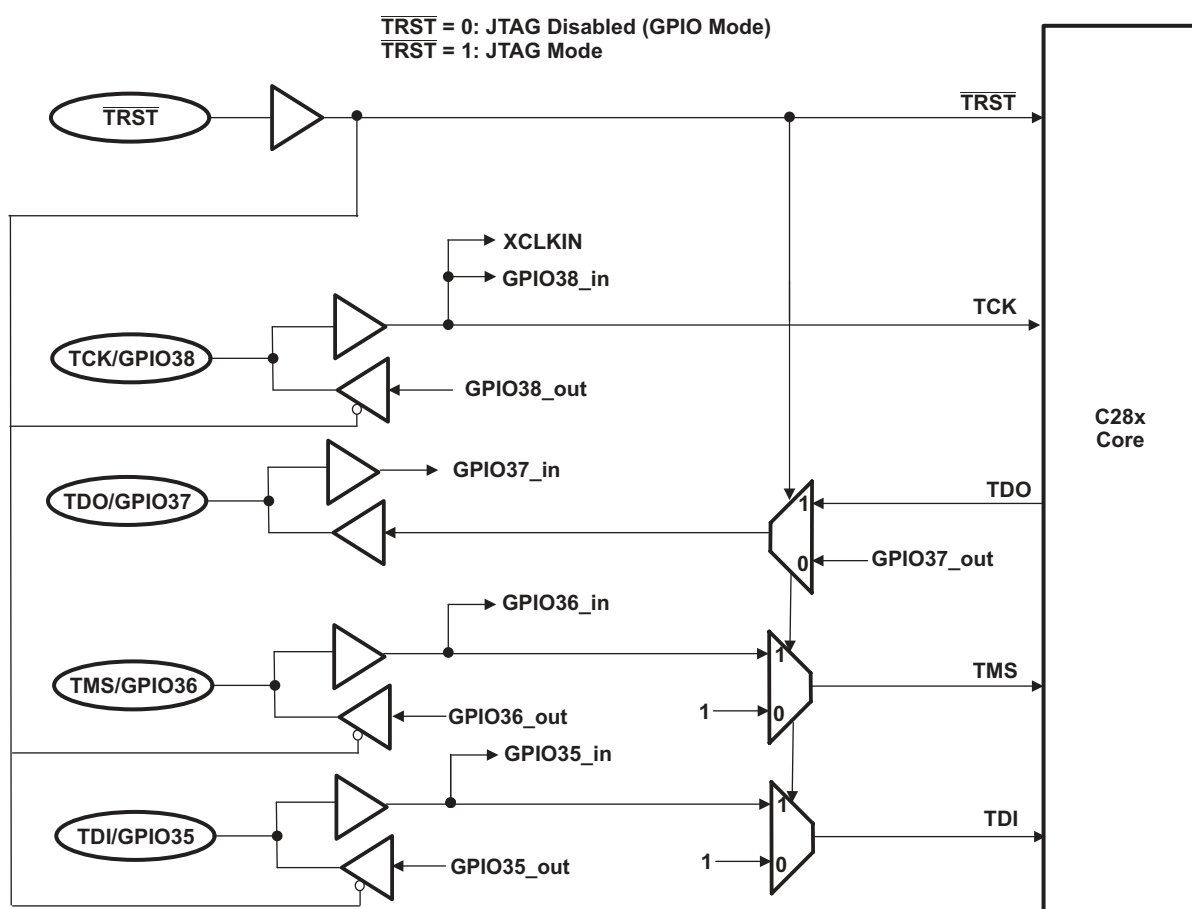 TRST = 0: JTAG Disabled (GPIO Mode)
TRST = 1: JTAG Mode
TRST
TRST
XCLKIN
GPIO38_in
TCK
TCK/GPIO38
GPIO38_out
C28x
Core
GPIO37_in
TDO/GPIO37
1
TDO
0
GPIO37_out
GPIO36_in
1
TMS/GPIO36
TMS
GPIO36_out
1
0
GPIO35_in
1
TDI/GPIO35
TDI
GPIO35_out
1
0